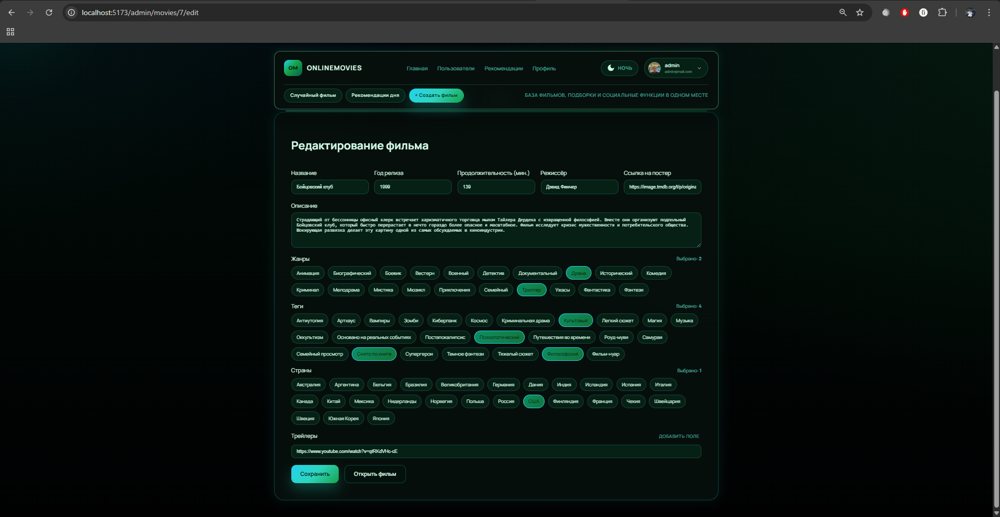 localhost:5173/admin/movies/7/edit
OM ONLINEMOVIES Главная Пользователи Рекомендации Профиль НОЧЬ admin
admin@mail.com
Случайный фильм Рекомендации дня + Создать фильм БАЗА ФИЛЬМОВ, ПОДБОРКИ И СОЦИАЛЬНЫЕ ФУНКЦИИ В ОДНОМ МЕСТЕ
Редактирование фильма
Название Год релиза Продолжительность (мин.) Режиссёр Ссылка на постер
Бойцовский клуб 1999 139 Дэвид Финчер https://image.tmdb.org/t/p/origina
Описание
Страдающий от бессонницы офисный клерк встречает харизматичного торговца мылом Тайлера Дердена с извращенной философией. Вместе они организуют подпольный
Бойцовский клуб, который быстро перерастает в нечто гораздо более опасное и масштабное. Фильм исследует кризис мужественности и потребительского общества.
Шокирующая развязка делает эту картину одной из самых обсуждаемых в киноиндустрии.
Жанры Выбрано: 2
Анимация Биографический Боевик Вестерн Военный Детектив Документальный Драма Исторический Комедия
Криминал Мелодрама Мистика Мюзикл Приключения Семейный Триллер Ужасы Фантастика Фэнтези
Теги Выбрано: 4
Антиутопия Артхаус Вампиры Зомби Киберпанк Космос Криминальная драма Культовый Легкий сюжет Магия Музыка
Оккультизм Основано на реальных событиях Постапокалипсис Психологический Путешествия во времени Роуд-муви Самураи
Семейный просмотр Снято по книге Супергерои Темное фэнтези Тяжелый сюжет Философский Фильм-нуар
Страны Выбрано: 1
Австралия Аргентина Бельгия Бразилия Великобритания Германия Дания Индия Исландия Испания Италия
Канада Китай Мексика Нидерланды Норвегия Польша Россия США Финляндия Франция Чехия Швейцария
Швеция Южная Корея Япония
Трейлеры ДОБАВИТЬ ПОЛЕ
https://www.youtube.com/watch?v=qtRKdVHc-cE
Сохранить Открыть фильм